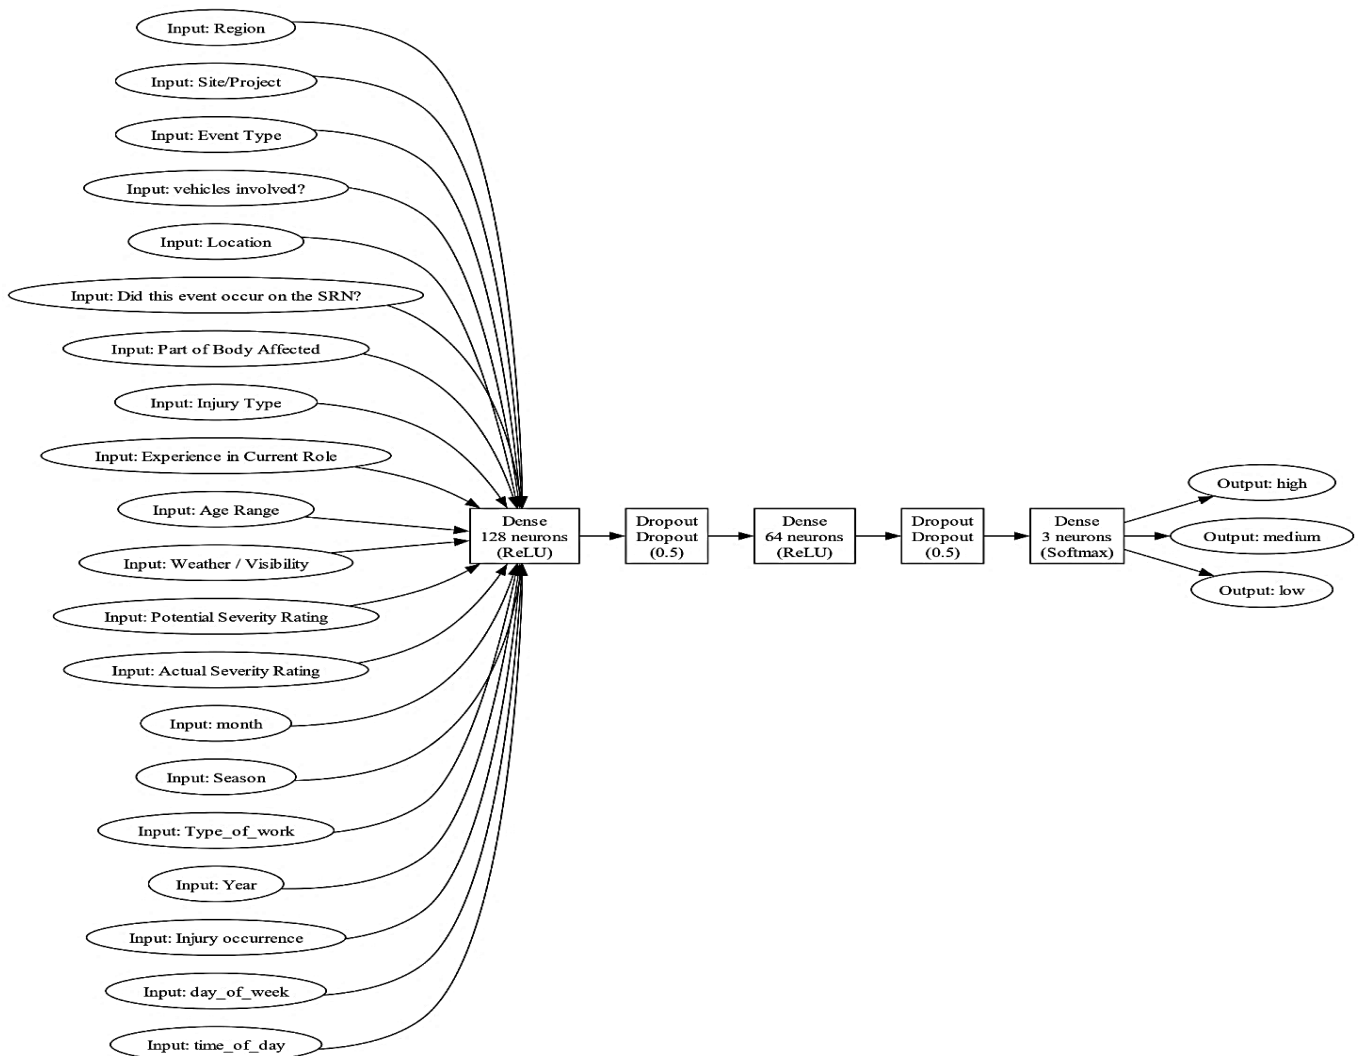 Input: Region
Input: Site/Project
Input: Event Type
Input: vehicles involved?
Input: Location
Input: Did this event occur on the SRN?
Input: Part of Body Affected
Input: Injury Type
Input: Experience in Current Role
Input: Age Range
Input: Weather / Visibility
Input: Potential Severity Rating
Input: Actual Severity Rating
Input: month
Input: Season
Input: Type_of_work
Input: Year
Input: Injury occurrence
Input: day_of_week
Input: time_of_day
Dense
128 neurons
(ReLU)
Dropout
Dropout
(0.5)
Dense
64 neurons
(ReLU)
Dropout
Dropout
(0.5)
Dense
3 neurons
(Softmax)
Output: high
Output: medium
Output: low